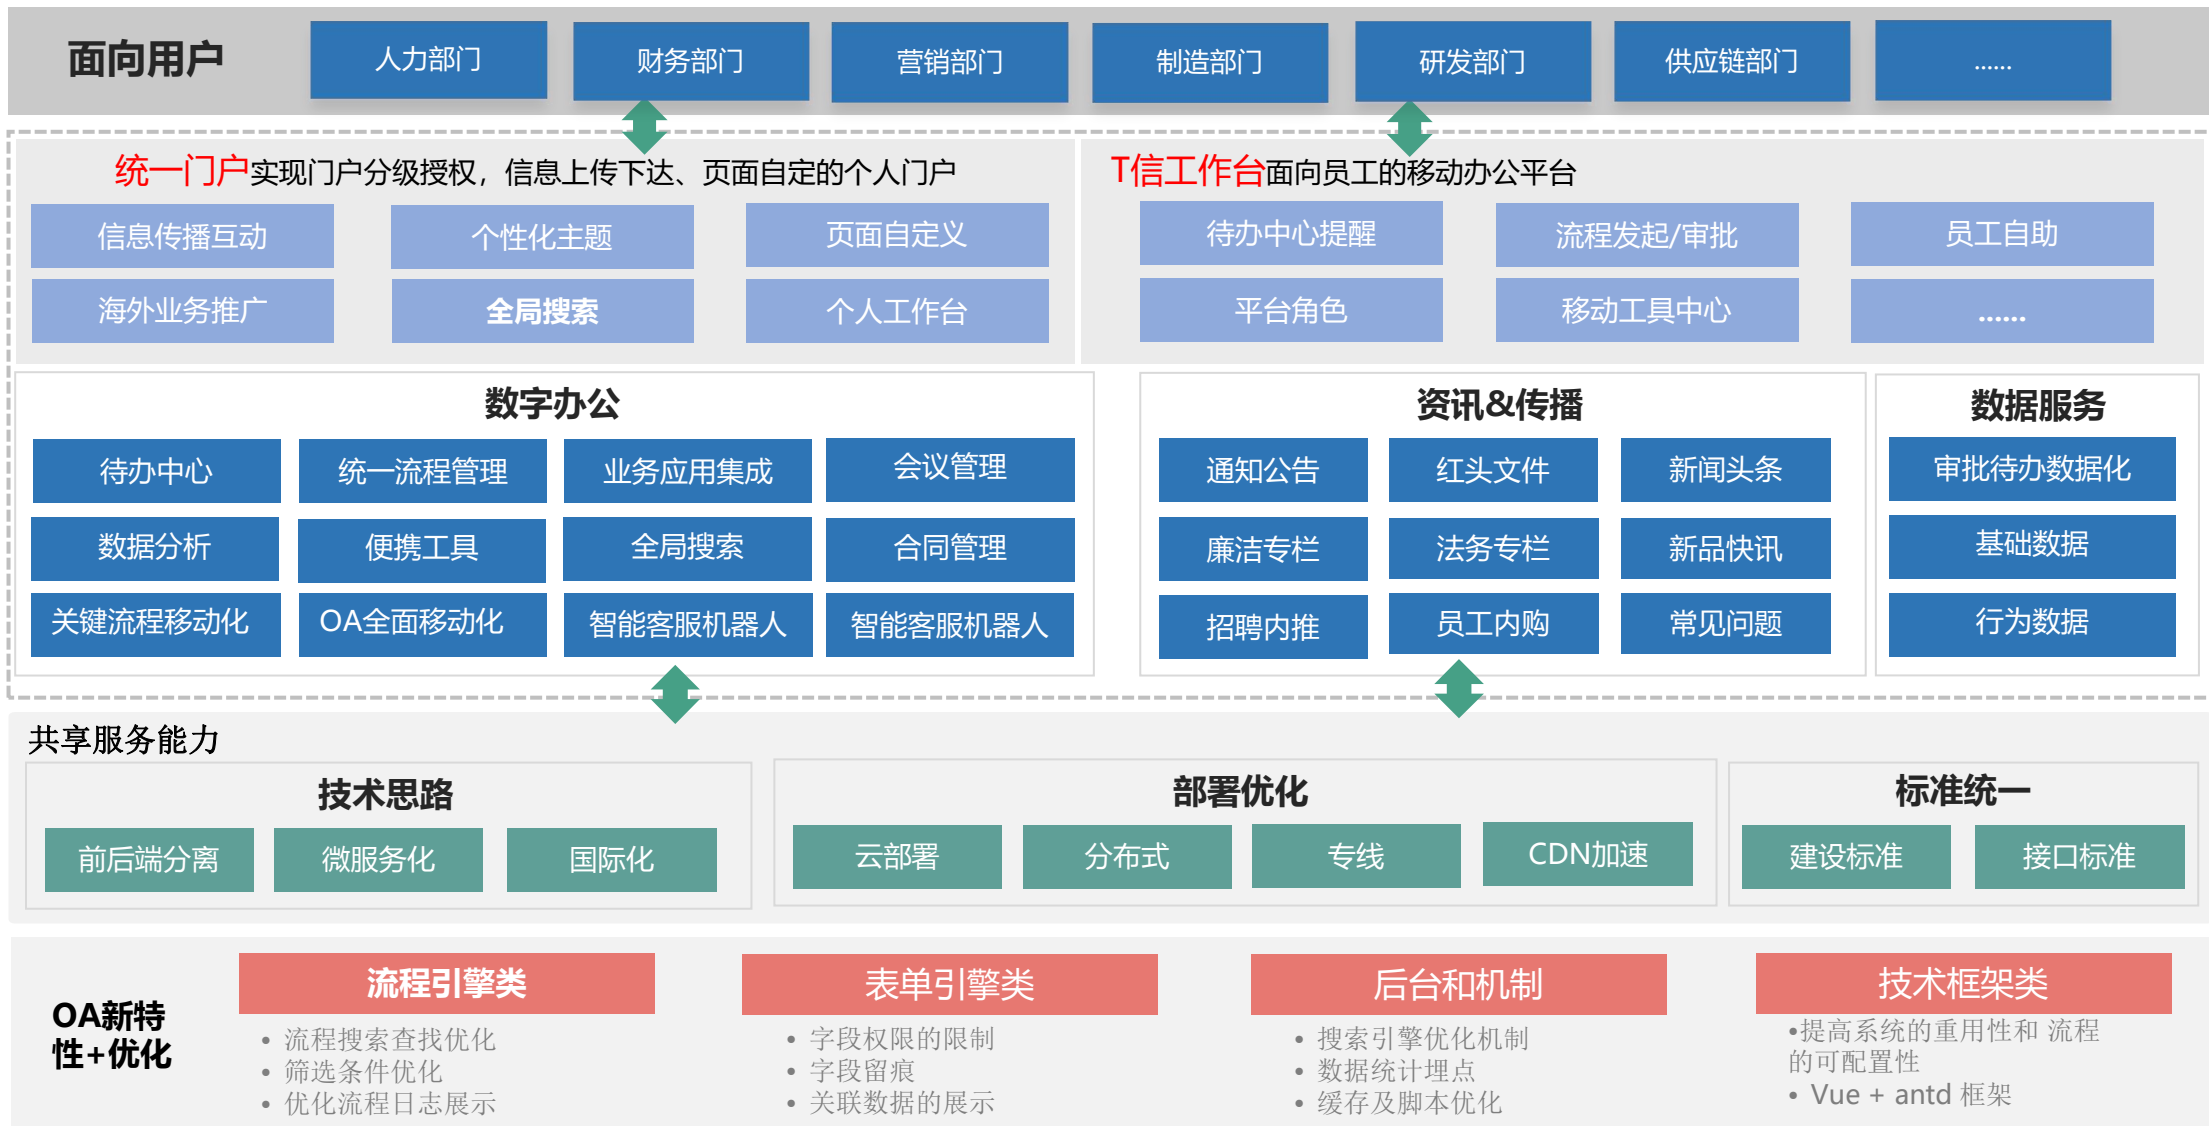 面向用户
人力部门
财务部门
营销部门
制造部门
研发部门
供应链部门
......
统一门户实现门户分级授权，信息上传下达、页面自定的个人门户
信息传播互动
个性化主题
页面自定义
海外业务推广
全局搜索
个人工作台
T信工作台面向员工的移动办公平台
待办中心提醒
流程发起/审批
员工自助
平台角色
移动工具中心
......
数字办公
待办中心
统一流程管理
业务应用集成
会议管理
数据分析
便携工具
全局搜索
合同管理
关键流程移动化
OA全面移动化
智能客服机器人
智能客服机器人
资讯&传播
通知公告
红头文件
新闻头条
廉洁专栏
法务专栏
新品快讯
招聘内推
员工内购
常见问题
数据服务
审批待办数据化
基础数据
行为数据
共享服务能力
技术思路
前后端分离
微服务化
国际化
部署优化
云部署
分布式
专线
CDN加速
标准统一
建设标准
接口标准
OA新特
性+优化
流程引擎类
• 流程搜索查找优化
• 筛选条件优化
• 优化流程日志展示
表单引擎类
• 字段权限的限制
• 字段留痕
• 关联数据的展示
后台和机制
• 搜索引擎优化机制
• 数据统计埋点
• 缓存及脚本优化
技术框架类
•提高系统的重用性和 流程
的可配置性
• Vue + antd 框架